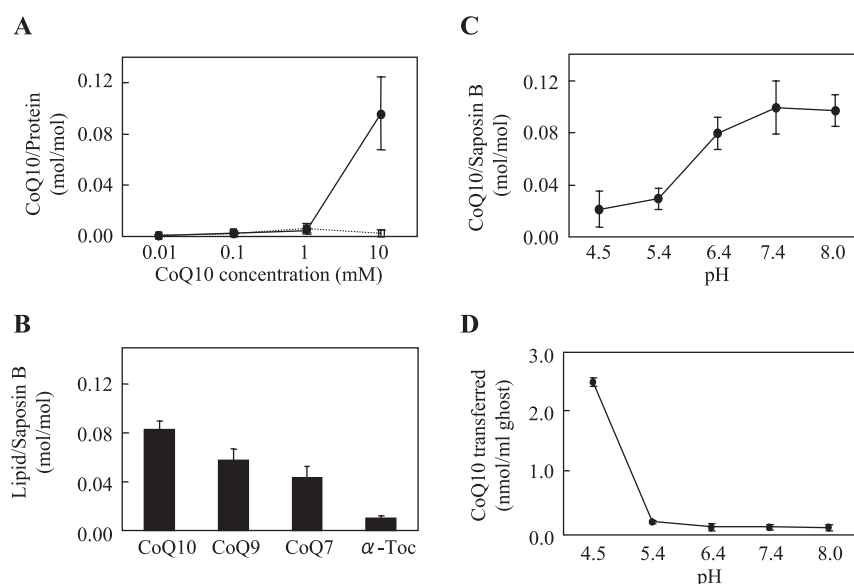 A
CoQ10/Protein
(mol/mol)
0.12
0.08
0.04
0.00
0.01 0.1 1 10
CoQ10 concentration (mM)
B
Lipid/Saposin B
(mol/mol)
0.12
0.08
0.04
0.00
CoQ10 CoQ9 CoQ7 α-Toc
C
CoQ10/Saposin B
(mol/mol)
0.12
0.08
0.04
0.00
4.5 5.4 6.4 7.4 8.0
pH
D
CoQ10 transferred
(nmol/ml ghost)
3.0
2.0
1.0
0.0
4.5 5.4 6.4 7.4 8.0
pH